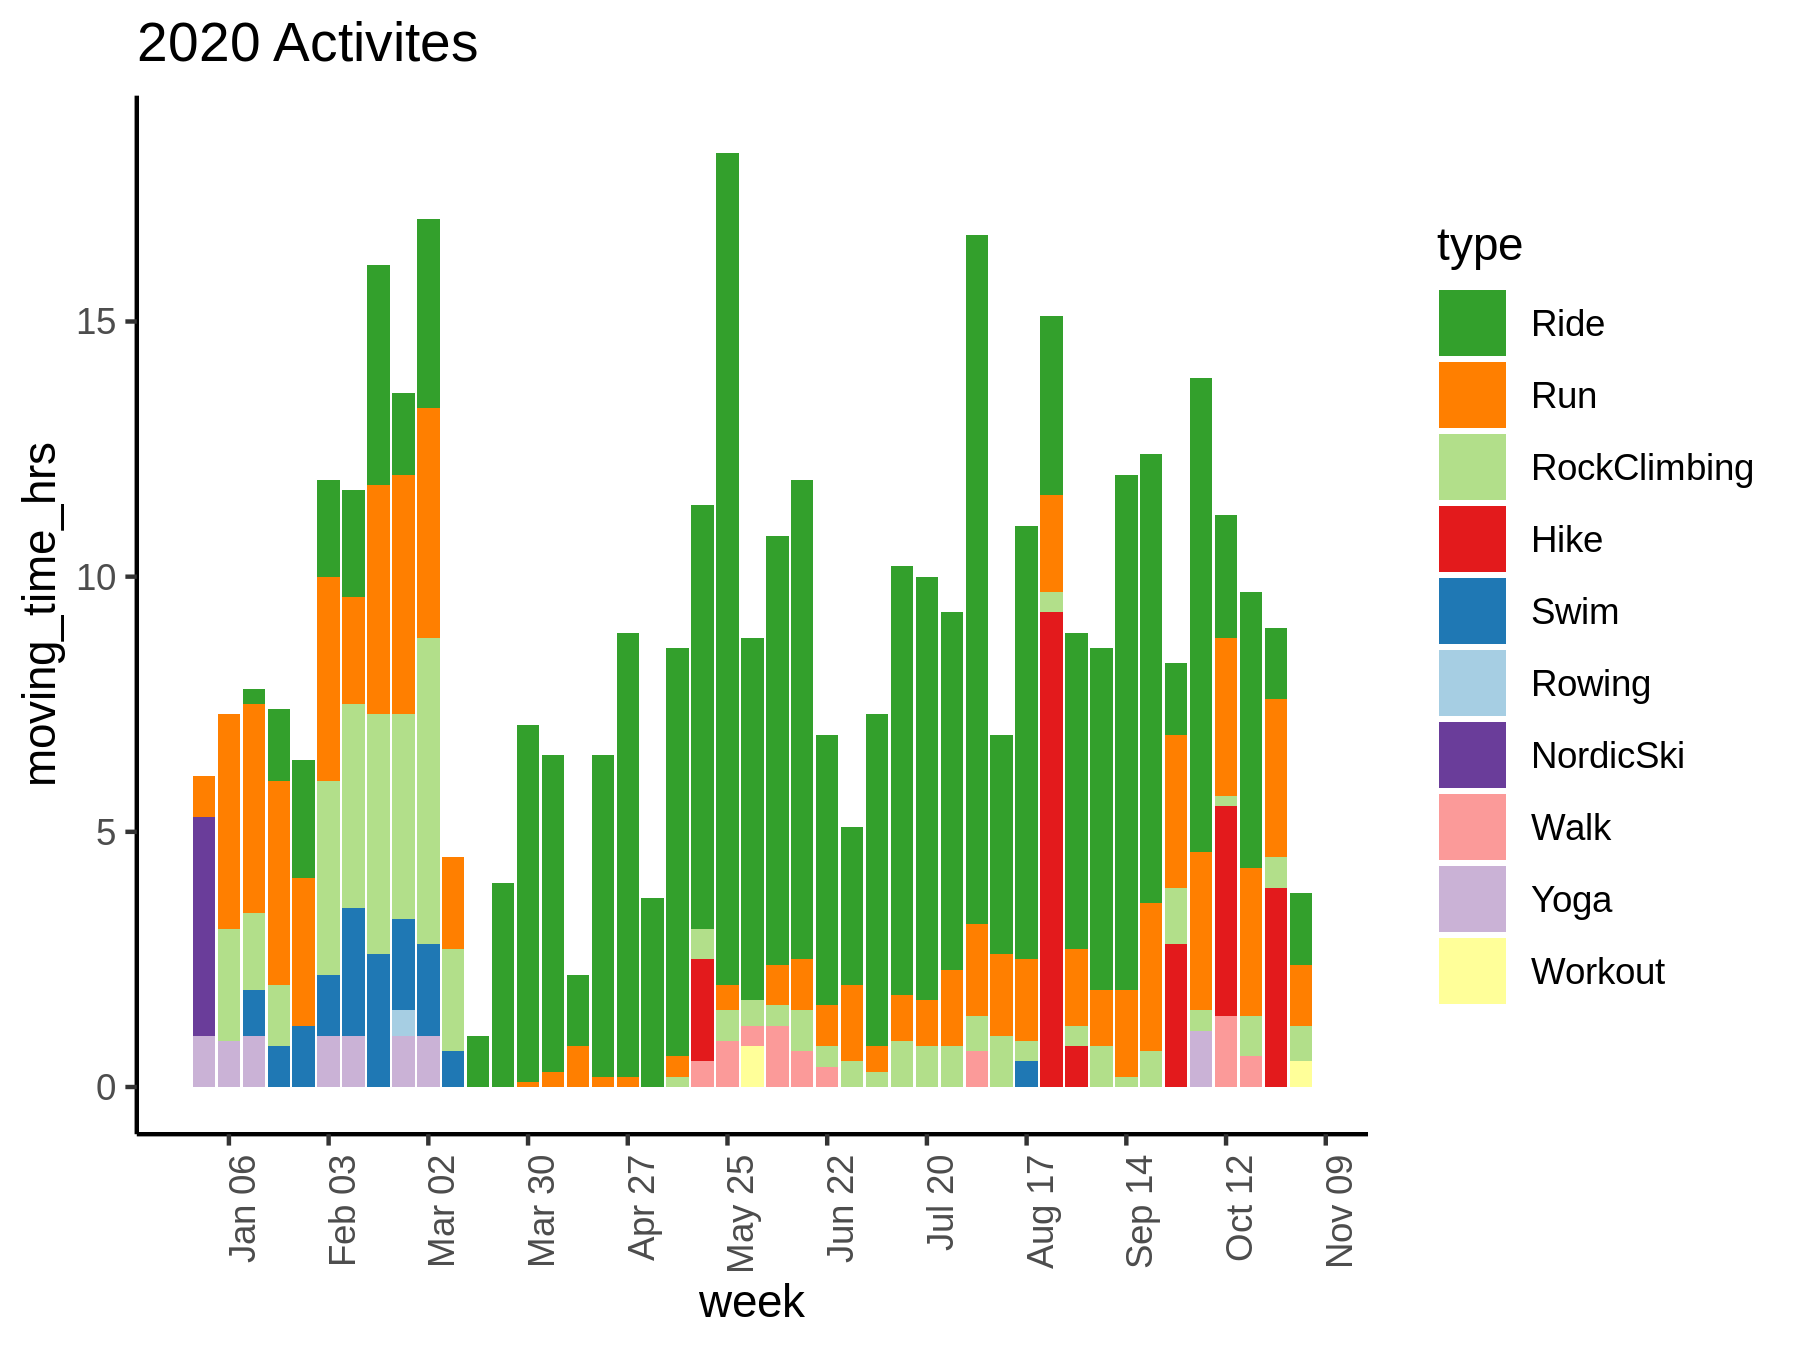 2020 Activites
moving_time_hrs
15
10
5
0
Jan 06
Feb 03
Mar 02
Mar 30
Apr 27
May 25
Jun 22
Jul 20
Aug 17
Sep 14
Oct 12
Nov 09
week
type
Ride
Run
RockClimbing
Hike
Swim
Rowing
NordicSki
Walk
Yoga
Workout